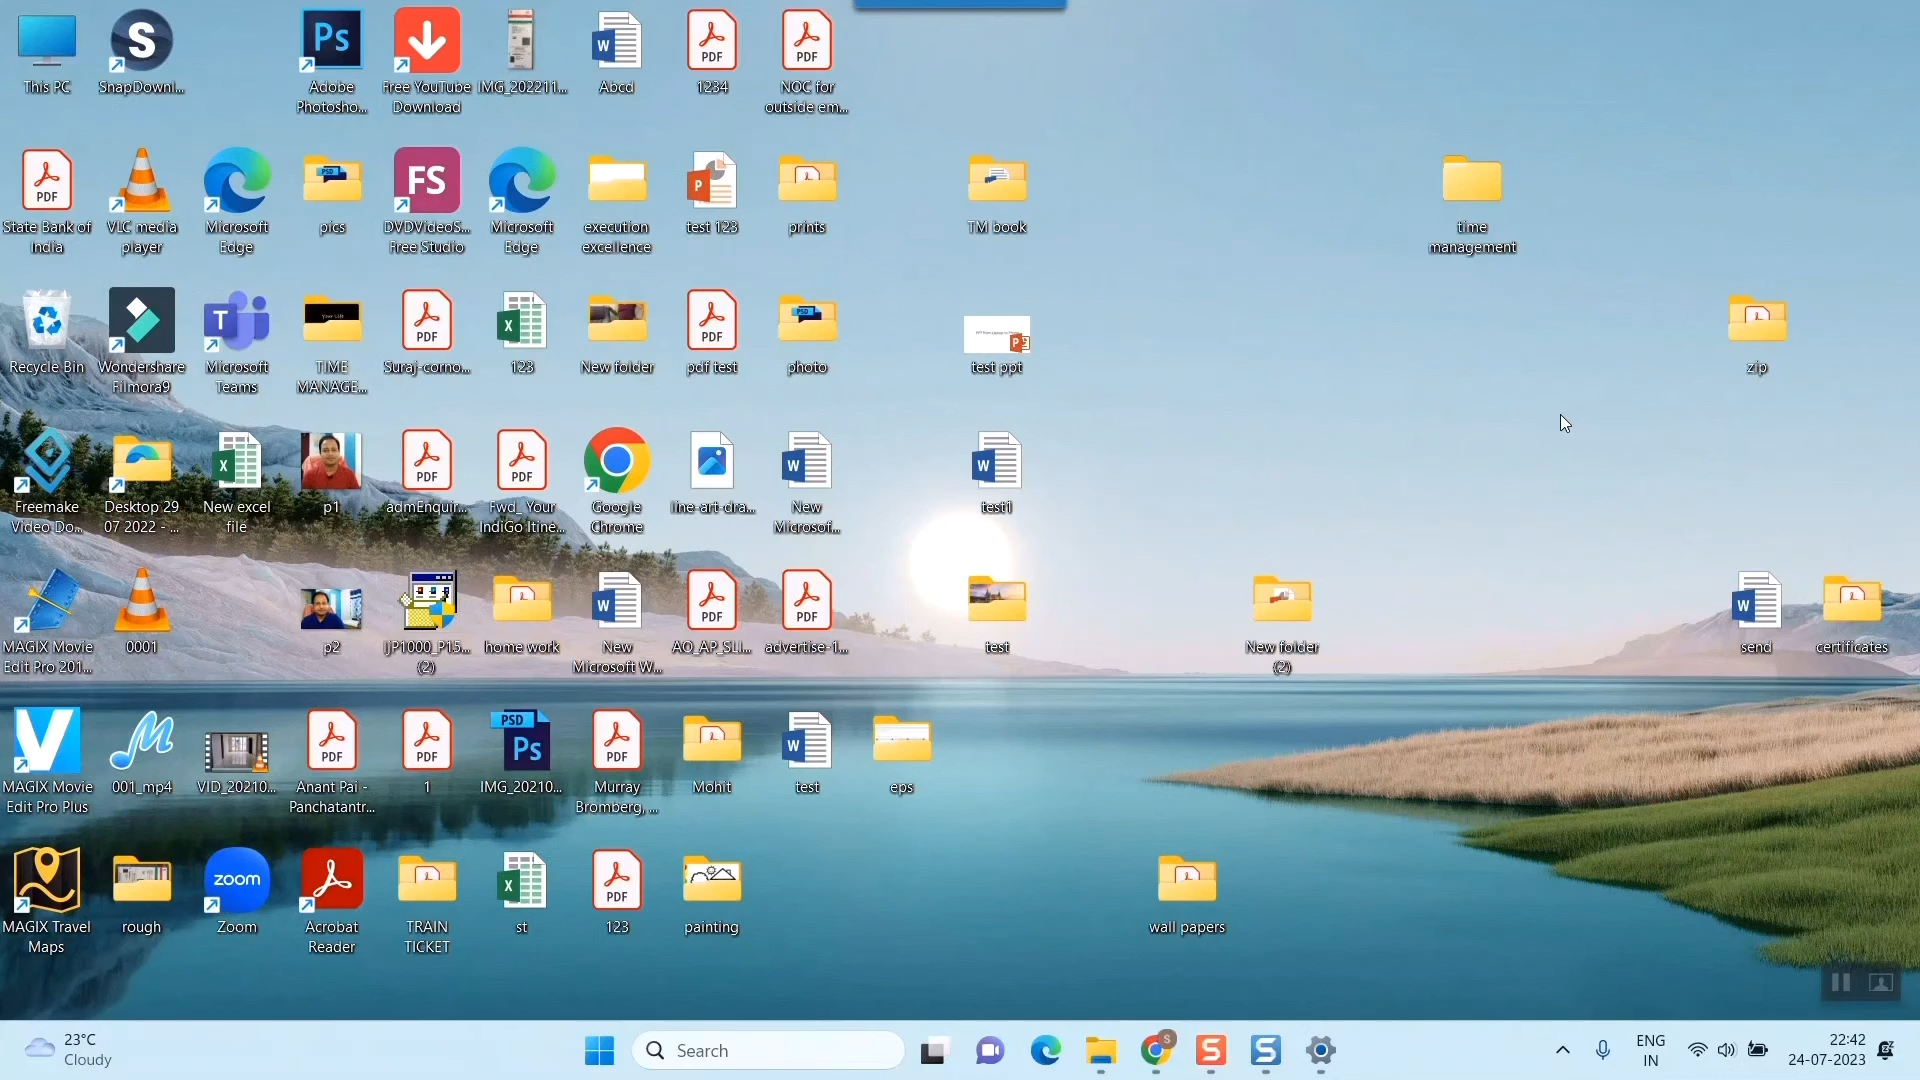 This PC
SnapDownl...
Adobe
Photosho...
Free YouTube
Download
IMG_202211...
Abcd
1234
NOC for
outside em...
State Bank of
India
VLC media
player
Microsoft
Edge
pics
DVDVideoS...
Free Studio
Microsoft
Edge
execution
excellence
test 123
prints
TM book
time
management
Recycle Bin
Wondershare
Filmora9
Microsoft
Teams
TIME
MANAGE...
Suraj-corno...
123
New folder
pdf test
photo
test ppt
zip
Freemake
Video Do...
Desktop 29
07 2022 - ...
New excel
file
p1
admEnquir...
Fwd_ Your
IndiGo Itine...
Google
Chrome
line-art-dra...
New
Microsof...
test1
MAGIX Movie
Edit Pro 201...
0001
p2
ljP1000_P15...
(2)
home work
New
Microsoft W...
AO_AP_SLI...
advertise-1...
test
New folder
(2)
send
certificates
MAGIX Movie
Edit Pro Plus
001_mp4
VID_20210...
Anant Pai -
Panchatantr...
1
IMG_20210...
Murray
Bromberg, ...
Mohit
test
eps
MAGIX Travel
Maps
rough
zoom
Zoom
Acrobat
Reader
TRAIN
TICKET
st
123
painting
wall papers
23°C
Cloudy
Search
ENG
IN
22:42
24-07-2023